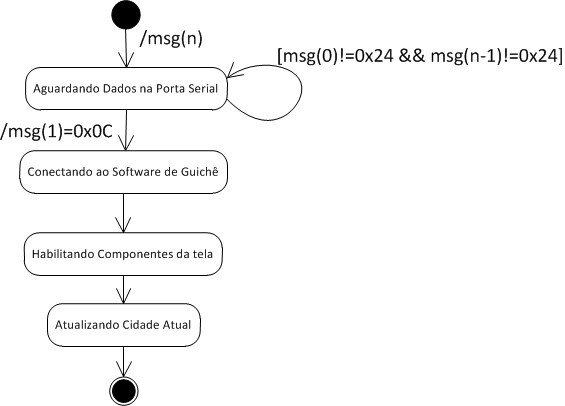 /msg(n)
[msg(0)!=0x24 && msg(n-1)!=0x24]
Aguardando Dados na Porta Serial
/msg(1)=0x0C
Conectando ao Software de Guichê
Habilitando Componentes da tela
Atualizando Cidade Atual